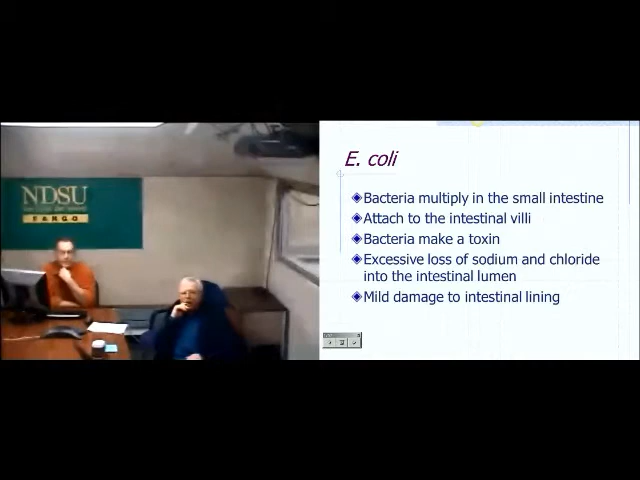 NDSU
FARGO
E. coli
Bacteria multiply in the small intestine
Attach to the intestinal villi
Bacteria make a toxin
Excessive loss of sodium and chloride
into the intestinal lumen
Mild damage to intestinal lining